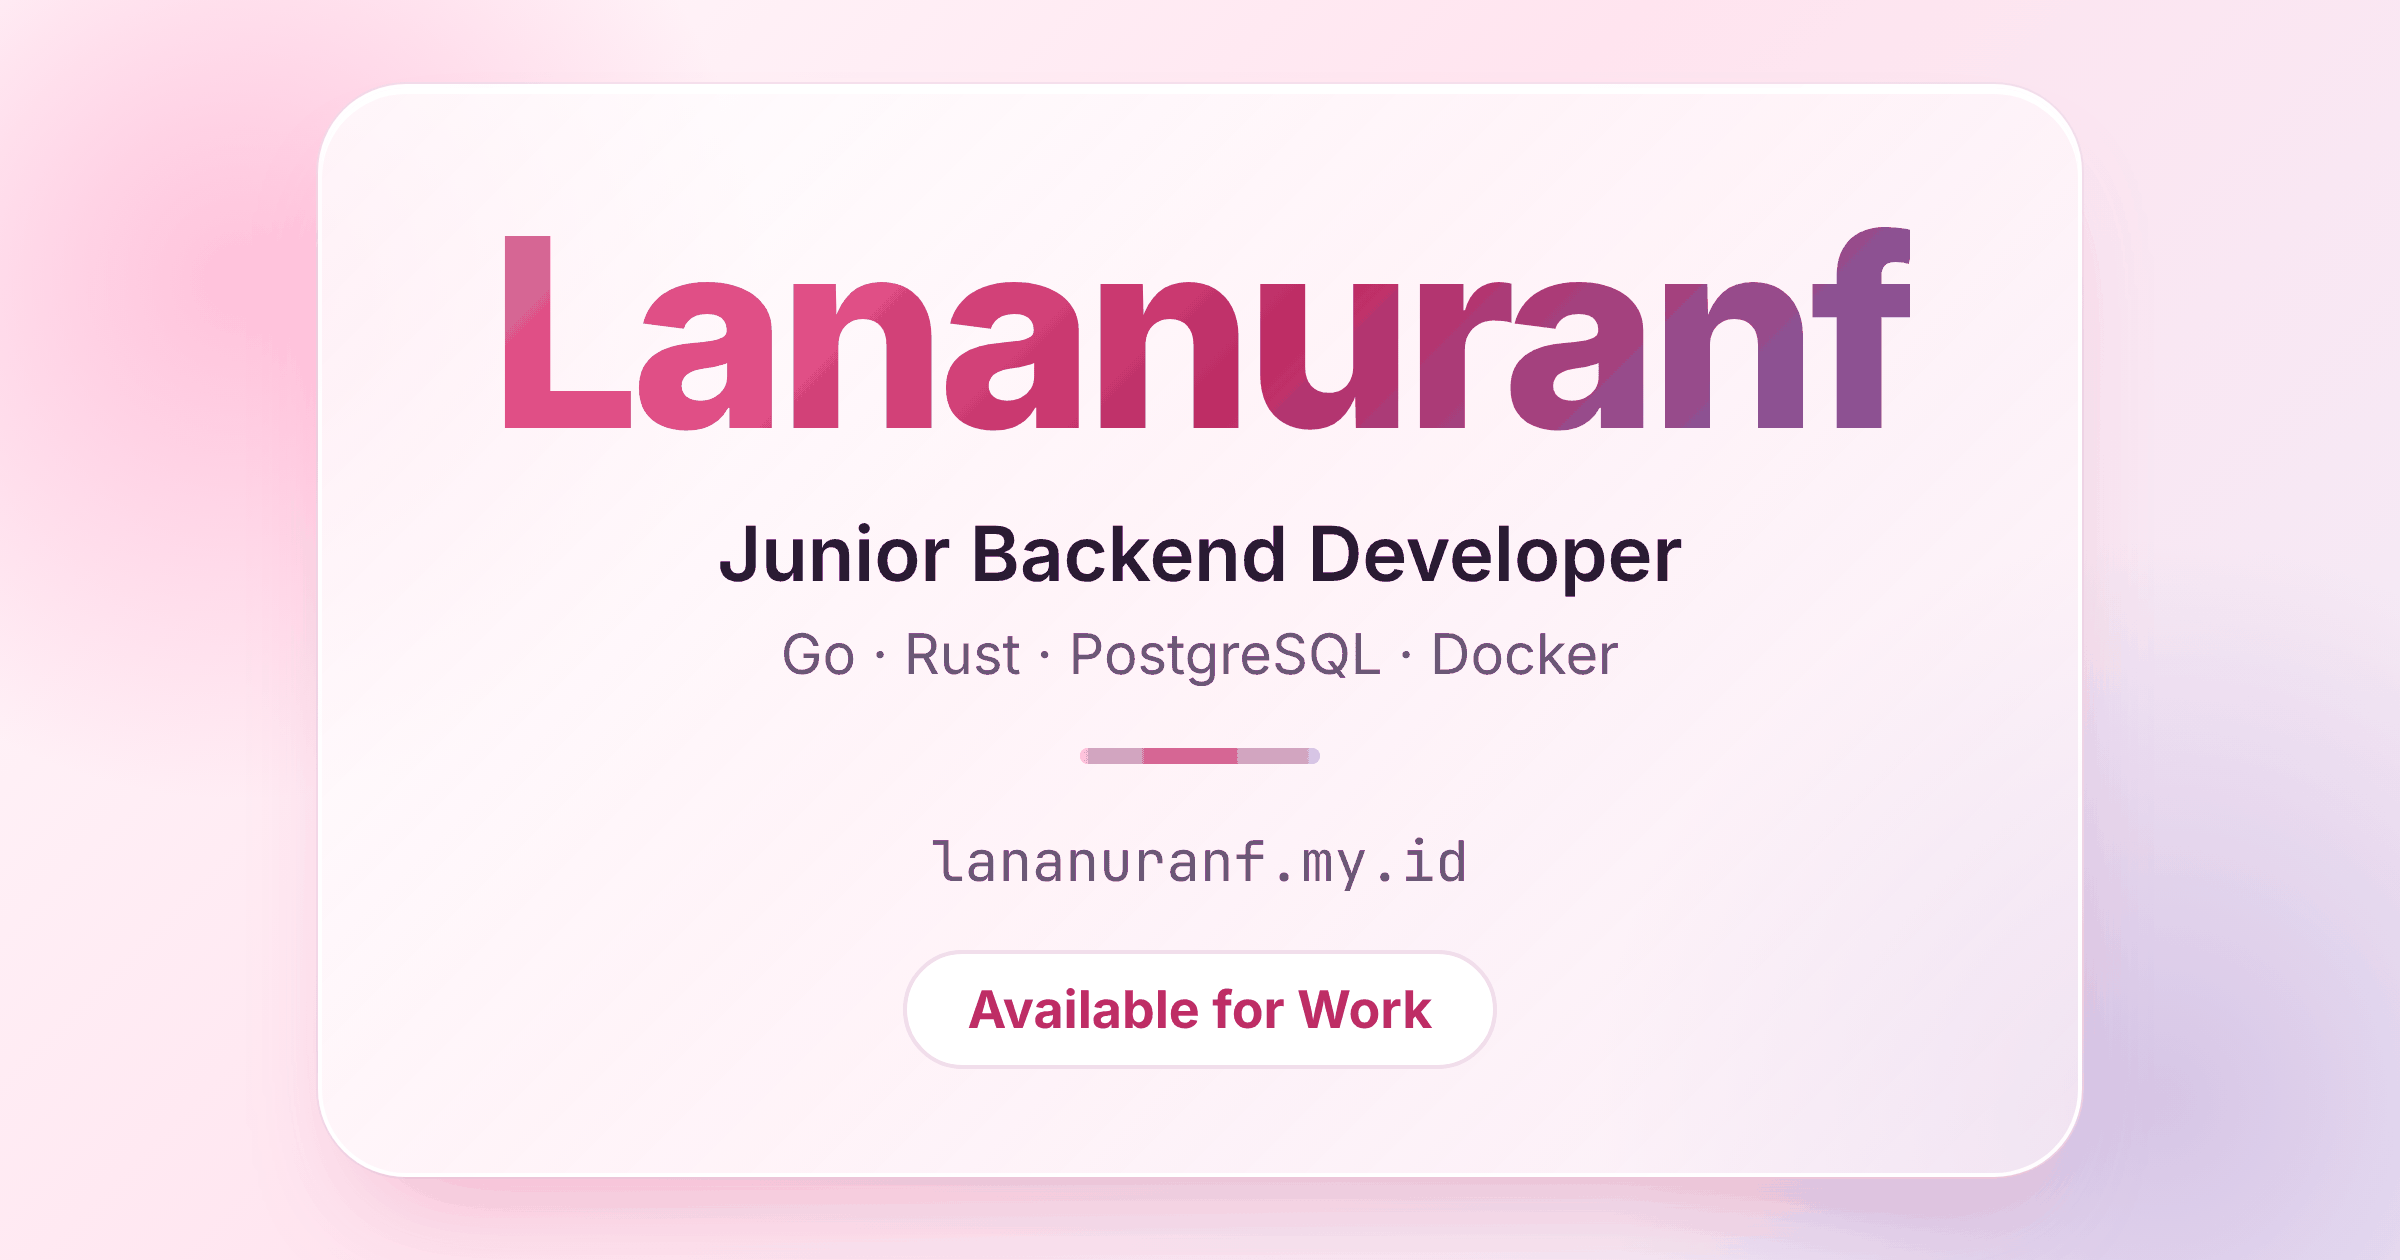 Lananuranf
Junior Backend Developer
Go · Rust · PostgreSQL · Docker
lananuranf.my.id
Available for Work